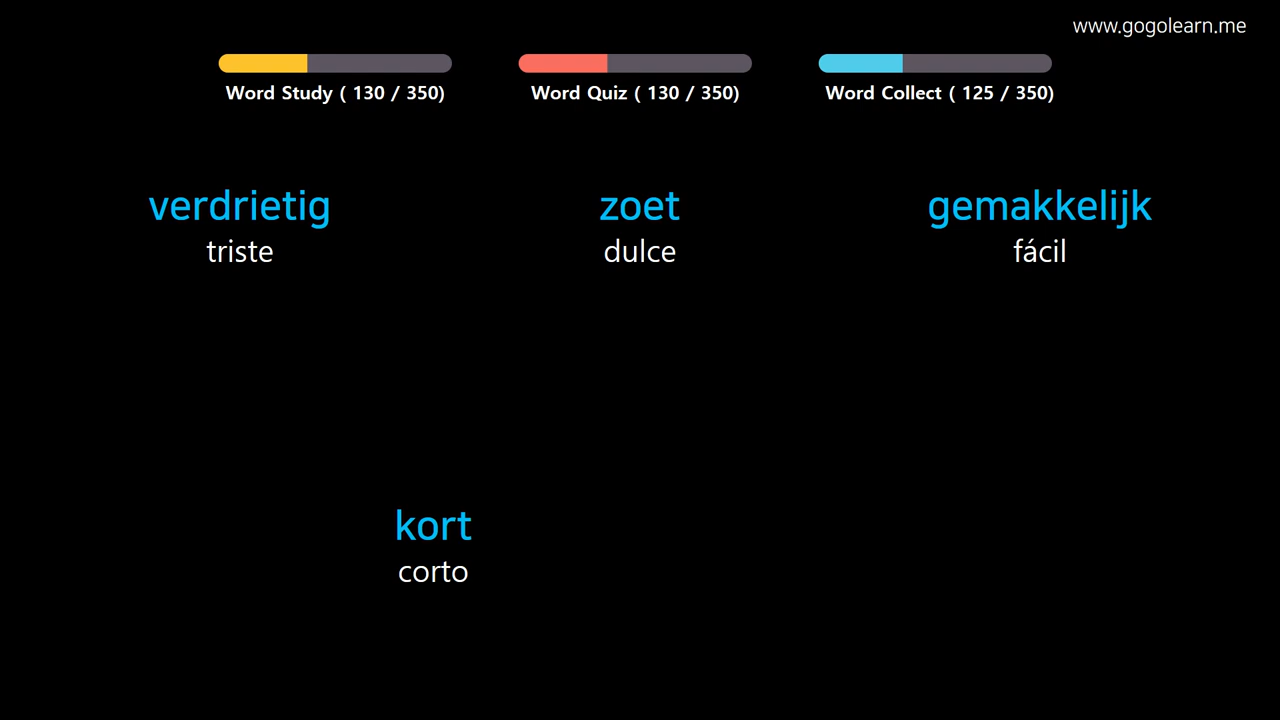 www.gogolearn.me
Word Study ( 130 / 350)
Word Quiz ( 130 / 350)
Word Collect ( 125 / 350)
verdrietig
triste
zoet
dulce
gemakkelijk
fácil
kort
corto